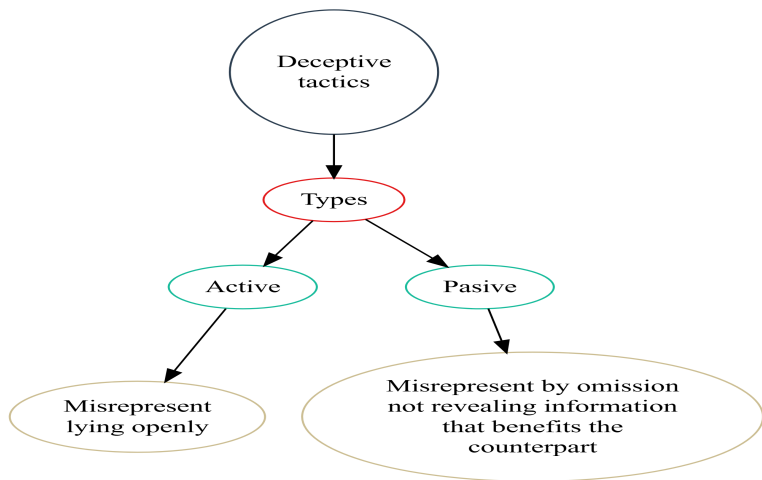 Deceptive
tactics
Types
Active
Pasive
Misrepresent
lying openly
Misrepresent by omission
not revealing information
that benefits the
counterpart